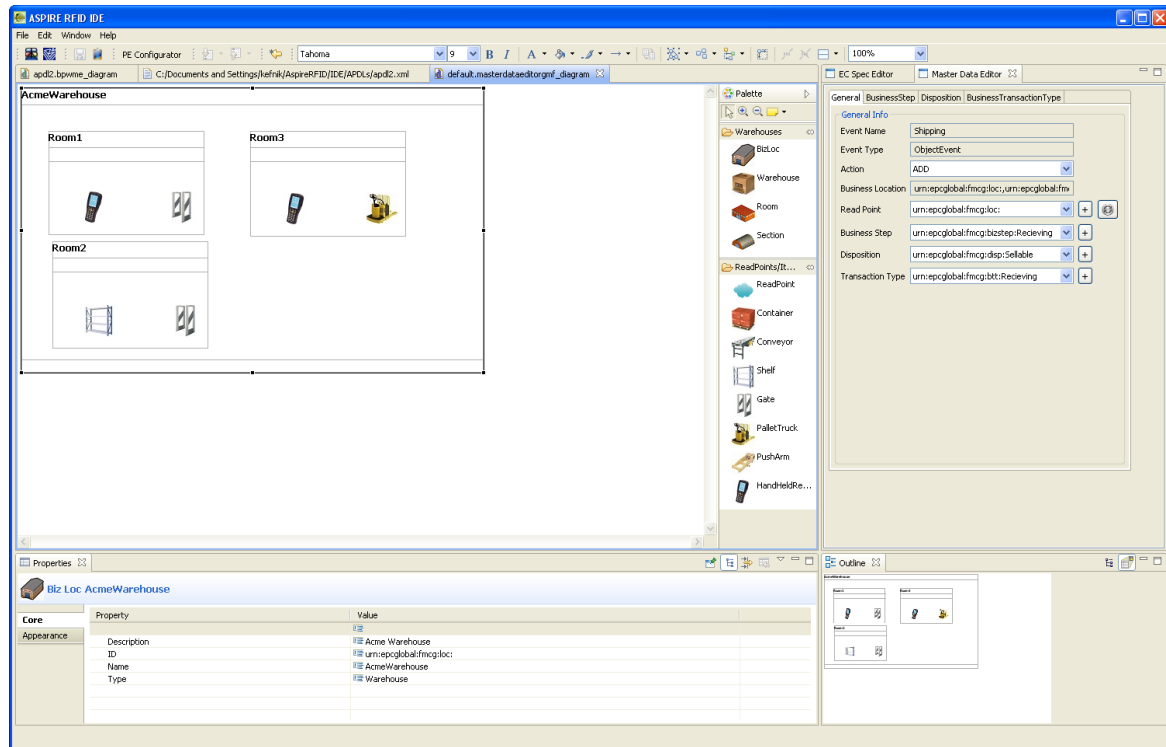 ASPIRE RFID IDE
File Edit Window Help
PE Configurator Tahoma 9 B I A 100%
apdl2.bpwme_diagram C:/Documents and Settings/kefnik/AspireRFID/IDE/APDLs/apdl2.xml default.masterdataeditorgmf_diagram EC Spec Editor Master Data Editor
AcmeWarehouse
Room1
Room3
Room2
Palette
Warehouses
BizLoc
Warehouse
Room
Section
ReadPoints/It...
ReadPoint
Container
Conveyor
Shelf
Gate
PalletTruck
PushArm
HandHeldRe...
General BusinessStep Disposition BusinessTransactionType
General Info
Event Name Shipping
Event Type ObjectEvent
Action ADD
Business Location urn:epcglobal:fmcg:loc:,urn:epcglobal:fm
Read Point urn:epcglobal:fmcg:loc: +
Business Step urn:epcglobal:fmcg:bizstep:Recieving +
Disposition urn:epcglobal:fmcg:disp:Sellable +
Transaction Type urn:epcglobal:fmcg:btt:Recieving +
Properties
Biz Loc AcmeWarehouse
Core
Appearance
Property Value
Description Acme Warehouse
ID urn:epcglobal:fmcg:loc:
Name AcmeWarehouse
Type Warehouse
Outline